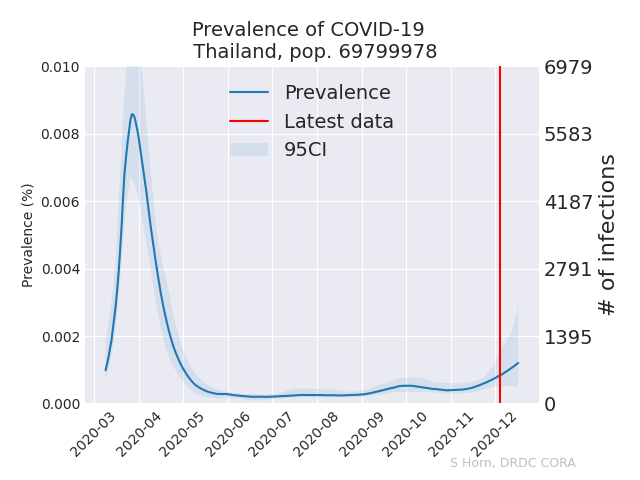 Prevalence of COVID-19
Thailand, pop. 69799978
Prevalence
Latest data
95CI
Prevalence (%)
0.010
0.008
0.006
0.004
0.002
0.000
6979
5583
4187
2791
1395
0
# of infections
2020-03
2020-04
2020-05
2020-06
2020-07
2020-08
2020-09
2020-10
2020-11
2020-12
S Horn, DRDC CORA